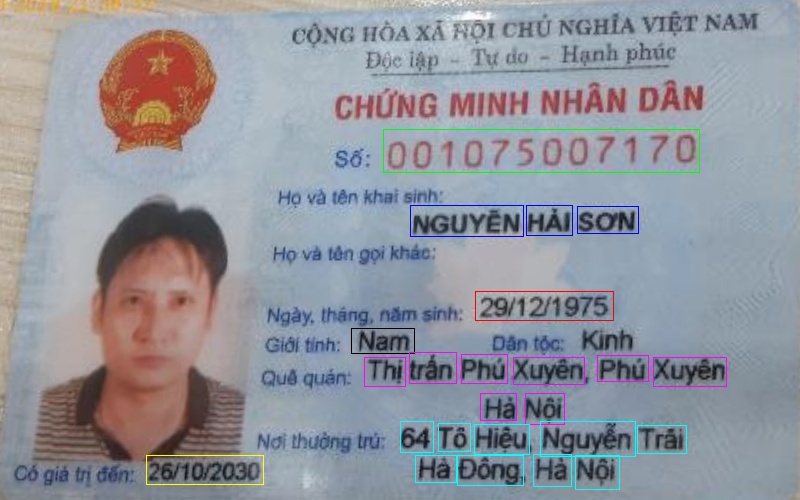 CỘNG HÒA XÃ HỘI CHỦ NGHĨA VIỆT NAM
Độc lập - Tự do - Hạnh phúc
CHỨNG MINH NHÂN DÂN
Số: 001075007170
Họ và tên khai sinh:
NGUYỄN HẢI SƠN
Họ và tên gọi khác:
Ngày, tháng, năm sinh: 29/12/1975
Giới tính: Nam Dân tộc: Kinh
Quê quán: Thị trấn Phú Xuyên, Phú Xuyên
Hà Nội
Nơi thường trú: 64 Tô Hiệu, Nguyễn Trãi
Hà Đông, Hà Nội
Có giá trị đến: 26/10/2030